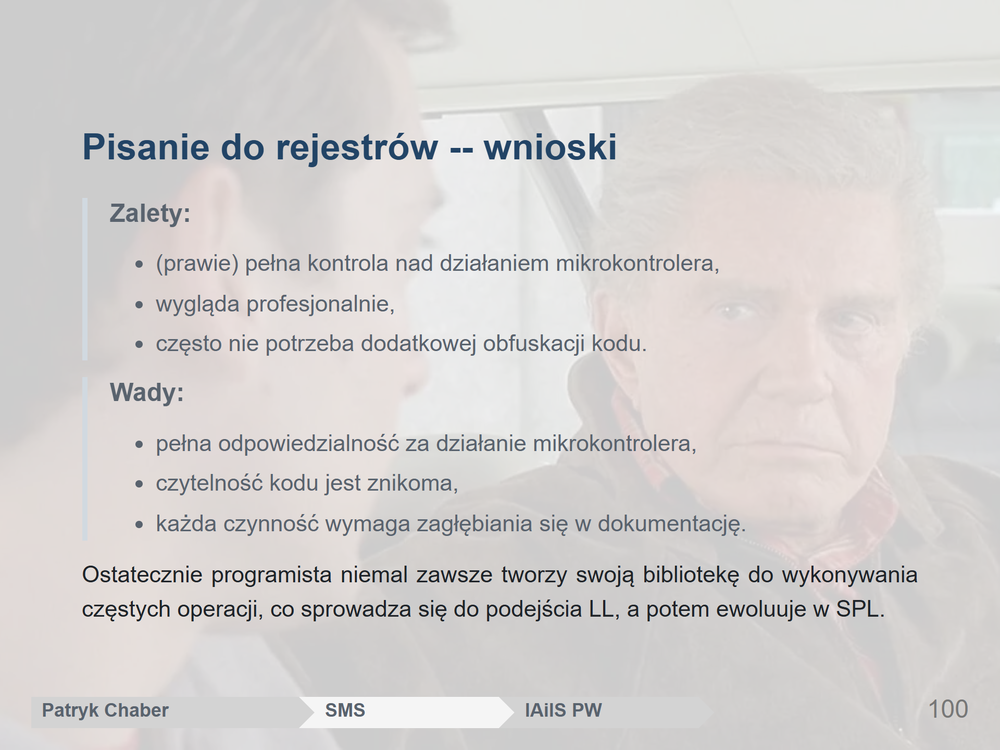 Pisanie do rejestrów -- wnioski
Zalety:
(prawie) pełna kontrola nad działaniem mikrokontrolera,
wygląda profesjonalnie,
często nie potrzeba dodatkowej obfuskacji kodu.
Wady:
pełna odpowiedzialność za działanie mikrokontrolera,
czytelność kodu jest znikoma,
każda czynność wymaga zagłębiania się w dokumentację.
Ostatecznie programista niemal zawsze tworzy swoją bibliotekę do wykonywania
częstych operacji, co sprowadza się do podejścia LL, a potem ewoluuje w SPL.
Patryk Chaber
SMS
IAiIS PW
100